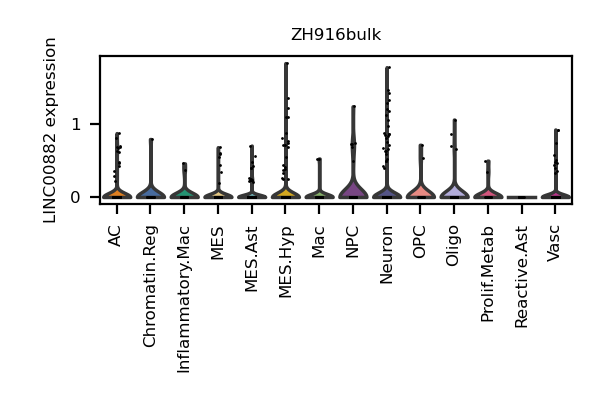 ZH916bulk
LINC00882 expression
1
0
AC
Chromatin.Reg
Inflammatory.Mac
MES
MES.Ast
MES.Hyp
Mac
NPC
Neuron
OPC
Oligo
Prolif.Metab
Reactive.Ast
Vasc